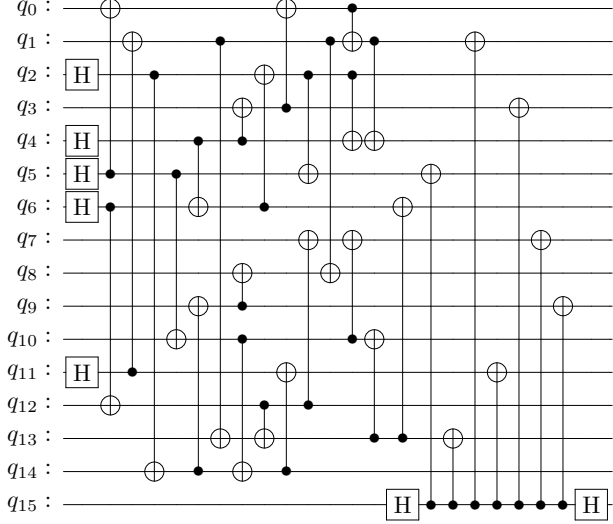 q0 :
q1 :
q2 : H
q3 :
q4 : H
q5 : H
q6 : H
q7 :
q8 :
q9 :
q10 :
q11 : H
q12 :
q13 :
q14 :
q15 : H H